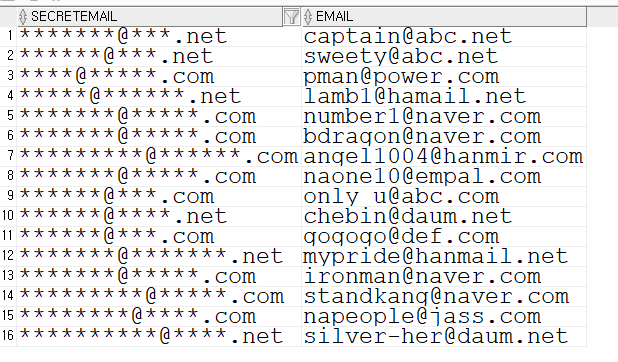 SECRETEMAIL EMAIL
1 *******@***.net captain@abc.net
2 ******@***.net sweety@abc.net
3 ****@*****.com pman@power.com
4 *****@******.net lamb1@hamail.net
5 *******@*****.com number1@naver.com
6 *******@*****.com bdragon@naver.com
7 *********@******.com angel1004@hanmir.com
8 *******@*****.com naone10@empal.com
9 ******@***.com only_u@abc.com
10 ******@****.net chebin@daum.net
11 ******@***.com gogogo@def.com
12 *******@*******.net mypride@hanmail.net
13 *******@*****.com ironman@naver.com
14 *********@*****.com standkang@naver.com
15 ********@****.com napeople@jass.com
16 **********@****.net silver-her@daum.net